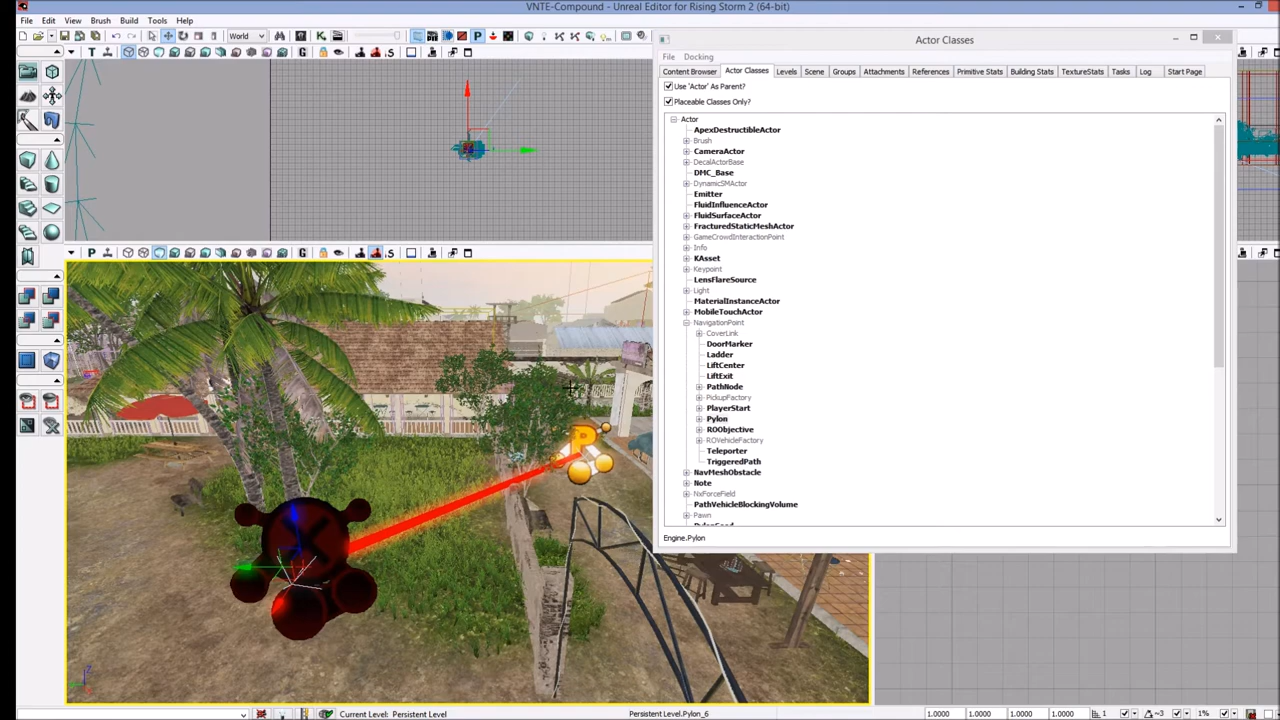 VNTE-Compound - Unreal Editor for Rising Storm 2 (64-bit)
File Edit View Brush Build Tools Help
World
Actor Classes
File Docking
Content Browser Actor Classes Levels Scene Groups Attachments References Primitive Stats Building Stats TextureStats Tasks Log Start Page
Use 'Actor' As Parent?
Placeable Classes Only?
Actor
ApexDestructibleActor
Brush
CameraActor
DecalActorBase
DMC_Base
DynamicSMActor
Emitter
FluidInfluenceActor
FluidSurfaceActor
FracturedStaticMeshActor
GameCrowdInteractionPoint
Info
KAsset
Keypoint
LensFlareSource
Light
MaterialInstanceActor
MobileTouchActor
NavigationPoint
CoverLink
DoorMarker
Ladder
LiftCenter
LiftExit
PathNode
PickupFactory
PlayerStart
Pylon
ROObjective
ROVehicleFactory
Teleporter
TriggeredPath
NavMeshObstacle
Note
NxForceField
PathVehicleBlockingVolume
Pawn
Engine.Pylon
Current Level: Persistent Level Persistent Level.Pylon_6 1.0000 1.0000 1.0000 1.0000 1 ~3 1%